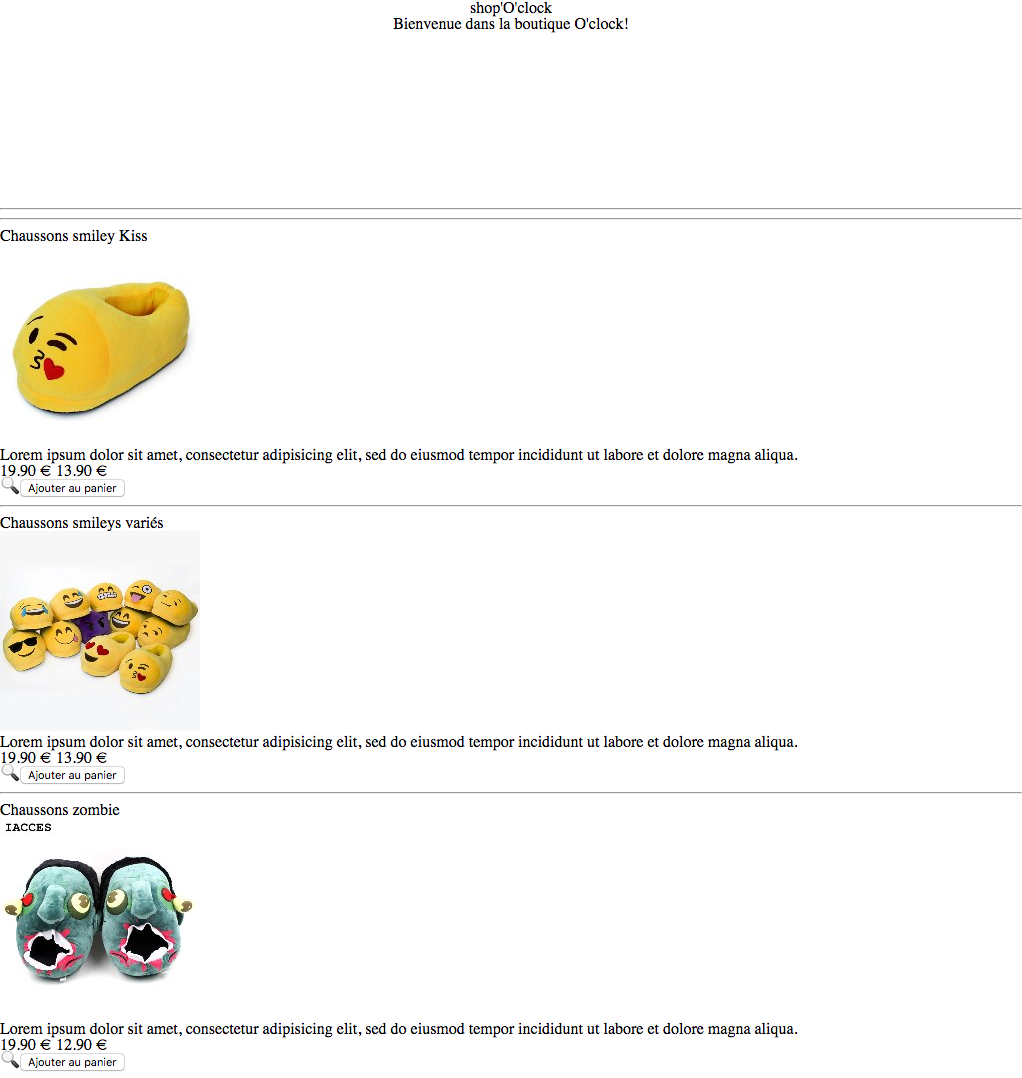 shop'O'clock
Bienvenue dans la boutique O'clock!
Chaussons smiley Kiss
Lorem ipsum dolor sit amet, consectetur adipisicing elit, sed do eiusmod tempor incididunt ut labore et dolore magna aliqua.
19.90 € 13.90 €
Ajouter au panier
Chaussons smileys variés
Lorem ipsum dolor sit amet, consectetur adipisicing elit, sed do eiusmod tempor incididunt ut labore et dolore magna aliqua.
19.90 € 13.90 €
Ajouter au panier
Chaussons zombie
IACCES
Lorem ipsum dolor sit amet, consectetur adipisicing elit, sed do eiusmod tempor incididunt ut labore et dolore magna aliqua.
19.90 € 12.90 €
Ajouter au panier